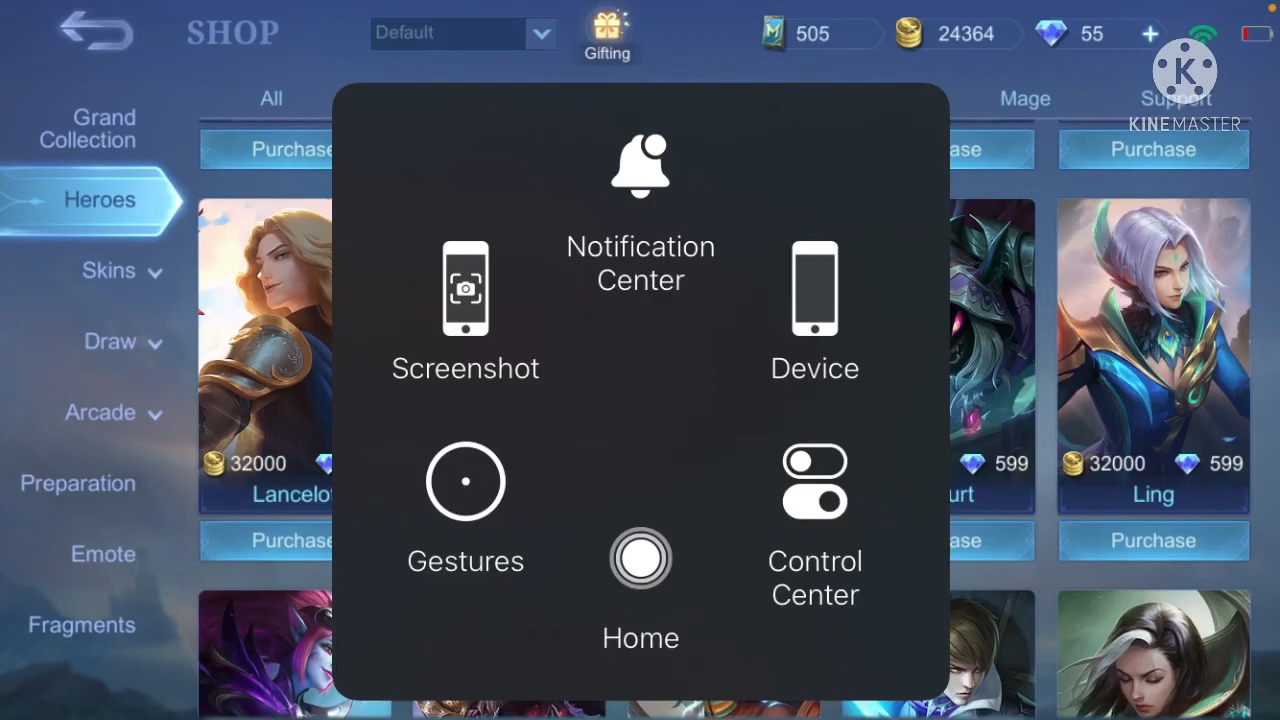 SHOP
Default
Gifting
505
24364
55
+
K
KINEMASTER
All
Mage
Support
Grand
Collection
Heroes
Skins
Draw
Arcade
Preparation
Emote
Fragments
Purchase
ase
Purchase
Notification
Center
Screenshot
Device
Gestures
Control
Center
Home
32000
Lancelo
599
urt
32000
599
Ling
Purchase
ase
Purchase